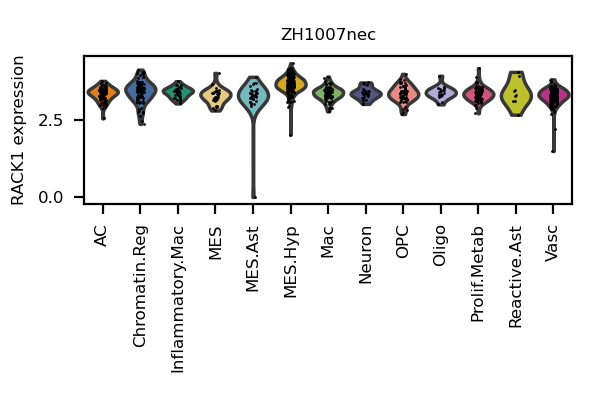 ZH1007nec
RACK1 expression
2.5
0.0
AC
Chromatin.Reg
Inflammatory.Mac
MES
MES.Ast
MES.Hyp
Mac
Neuron
OPC
Oligo
Prolif.Metab
Reactive.Ast
Vasc